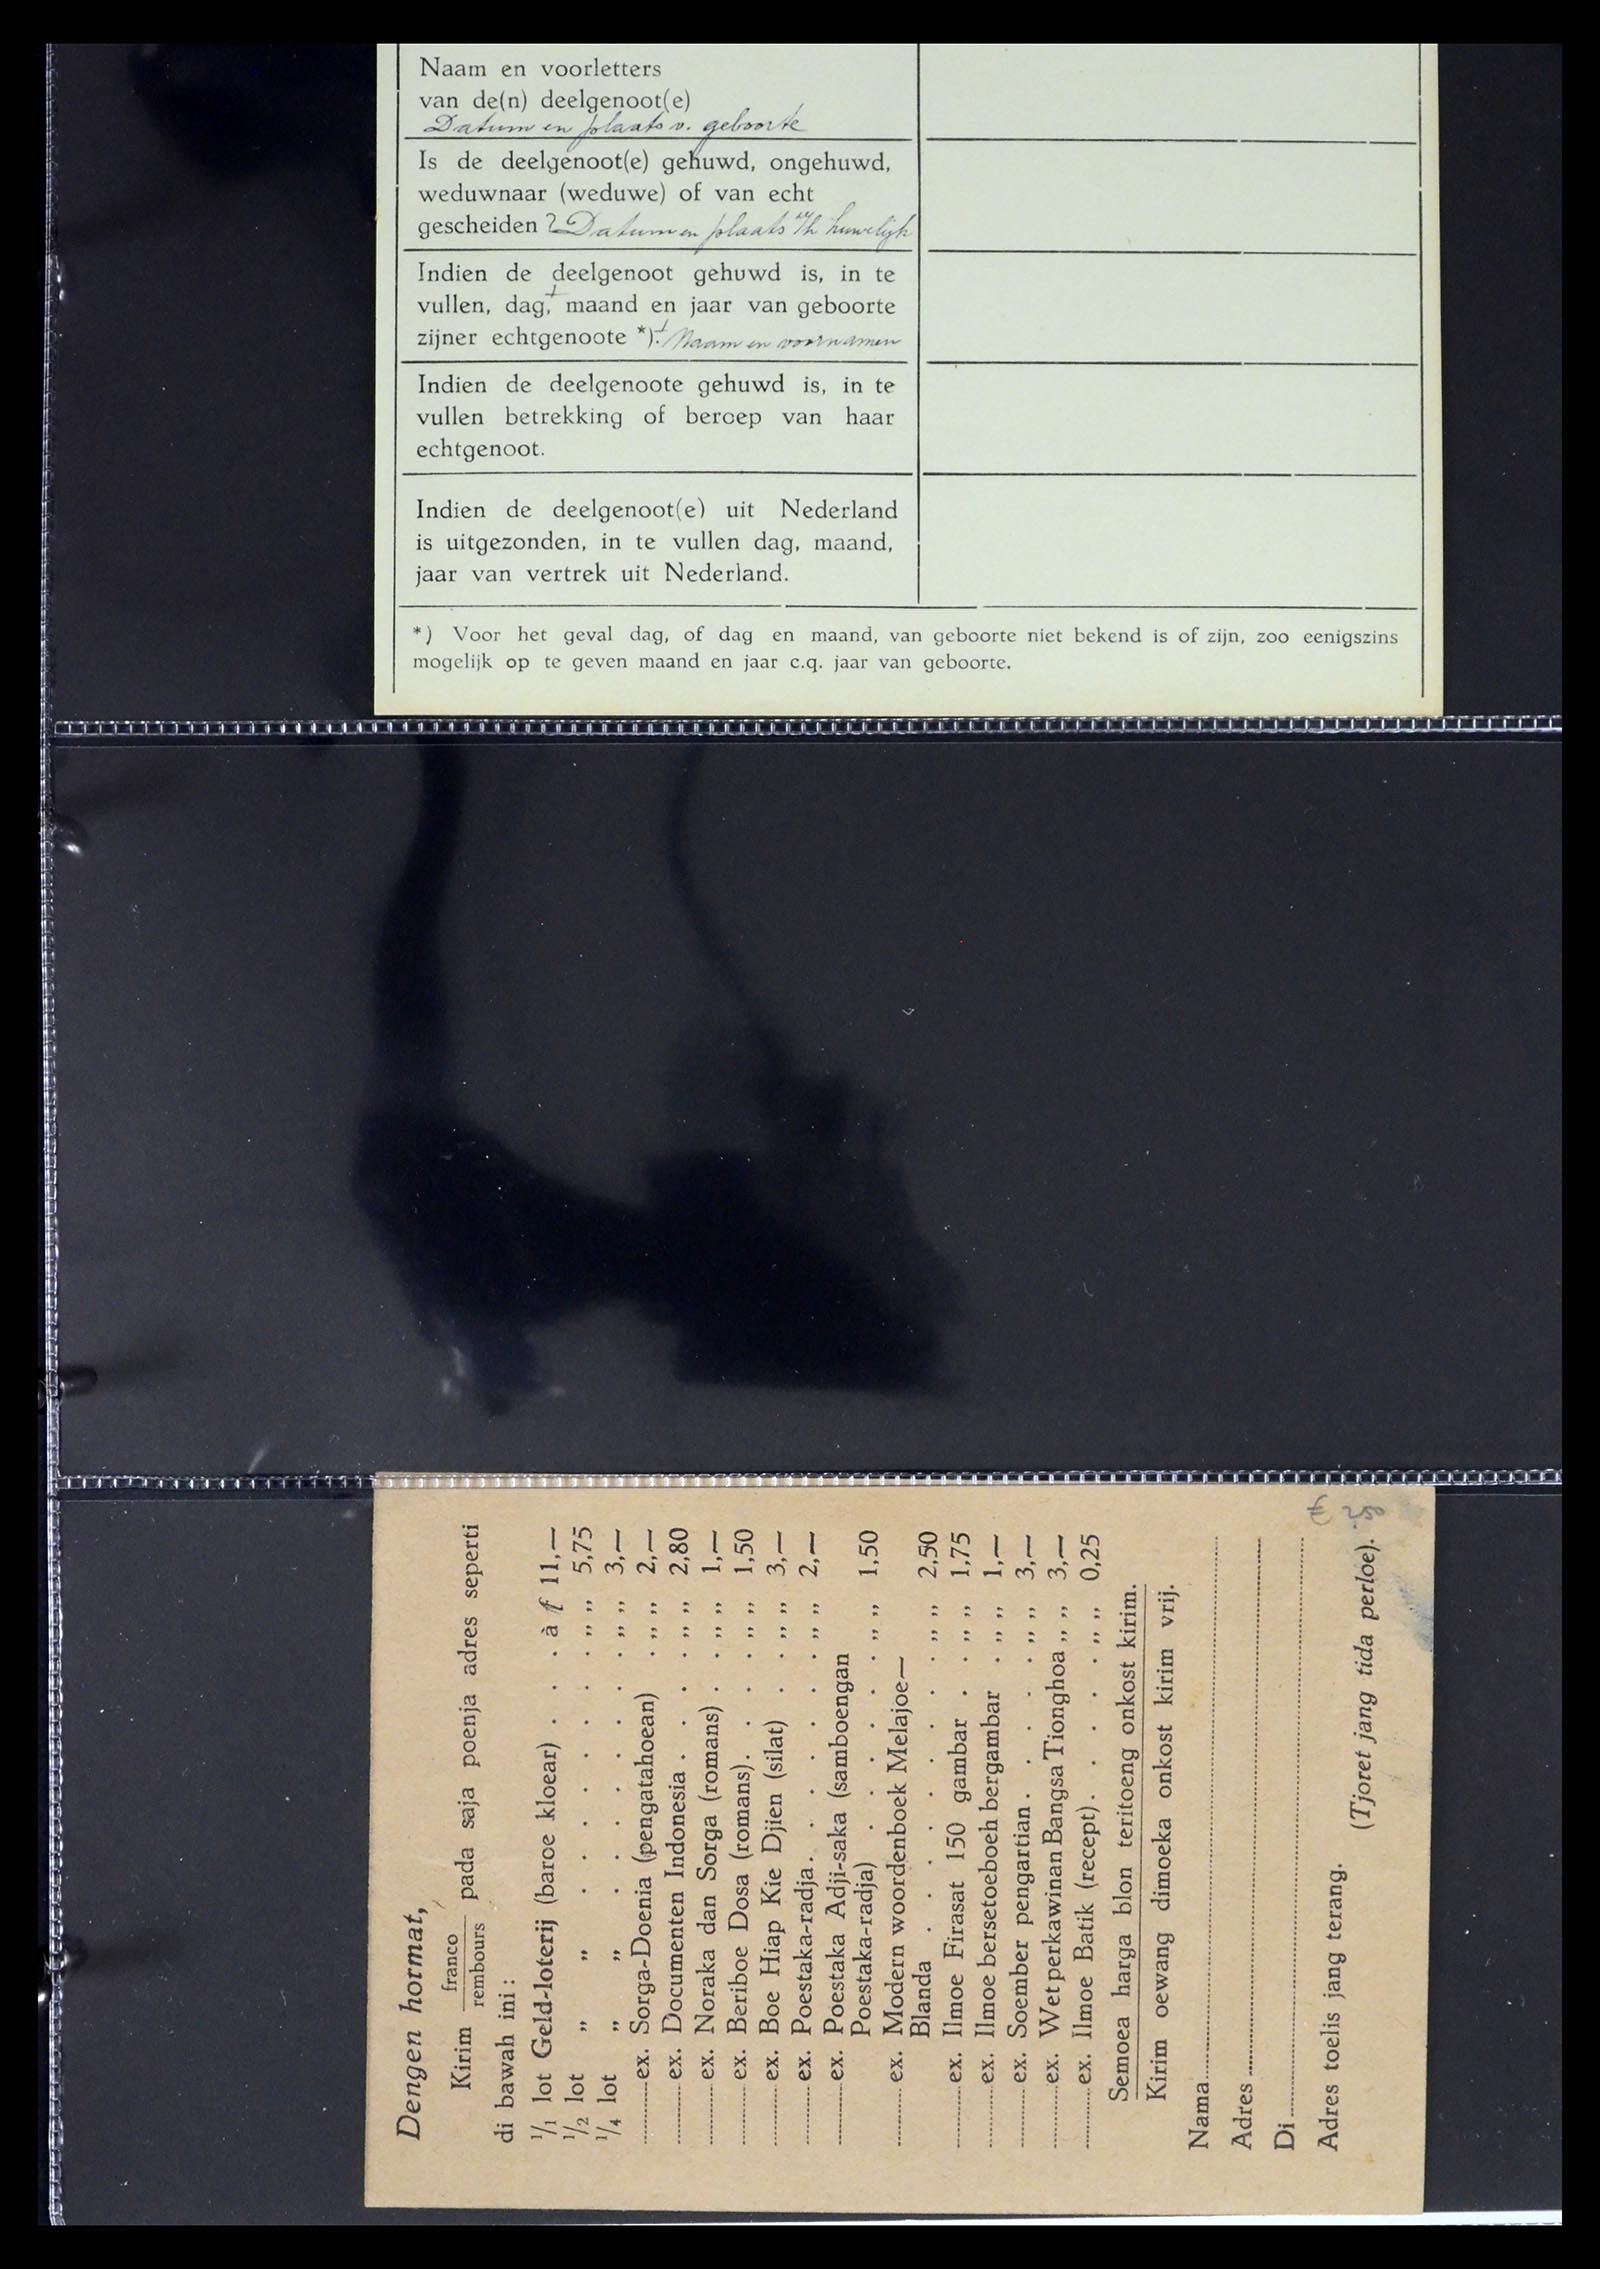 Naam en voorletters
van de(n) deelgenoot(e)
Datum en plaats v. geboorte
Is de deelgenoot(e) gehuwd, ongehuwd,
weduwnaar (weduwe) of van echt
gescheiden? Datum en plaats v/h huwelijk
Indien de deelgenoot gehuwd is, in te
vullen, dag, maand en jaar van geboorte
zijner echtgenoote *). Naam en voornamen
Indien de deelgenoote gehuwd is, in te
vullen betrekking of beroep van haar
echtgenoot.
Indien de deelgenoot(e) uit Nederland
is uitgezonden, in te vullen dag, maand,
jaar van vertrek uit Nederland.
*) Voor het geval dag, of dag en maand, van geboorte niet bekend is of zijn, zoo eenigszins
mogelijk op te geven maand en jaar c.q. jaar van geboorte.
Dengen hormat,
Kirim franco / rembours pada saja poenja adres seperti
di bawah ini :
1/1 lot Geld-loterij (baroe kloear) . . à f 11,—
1/2 lot „ „ . . . . . . „ „ 5,75
1/4 lot „ „ . . . . . . „ „ 3,—
..........ex. Sorga-Doenia (pengatahoean) . „ „ 2,—
..........ex. Documenten Indonesia . . . „ „ 2,80
..........ex. Noraka dan Sorga (romans) . . „ „ 1,—
..........ex. Beriboe Dosa (romans) . . . . „ „ 1,50
..........ex. Boe Hiap Kie Djien (silat) . . „ „ 3,—
..........ex. Poestaka-radja . . . . . . „ „ 2,—
..........ex. Poestaka Adji-saka (samboengan
Poestaka-radja) . . . . . . „ „ 1,50
..........ex. Modern woordenboek Melajoe—
Blanda . . . . . . . . „ „ 2,50
..........ex. Ilmoe Firasat 150 gambar . . „ „ 1,75
..........ex. Ilmoe bersetoeboeh bergambar . „ „ 1,—
..........ex. Soember pengartian . . . . . „ „ 3,—
..........ex. Wet perkawinan Bangsa Tionghoa „ „ 3,—
..........ex. Ilmoe Batik (recept) . . . . . „ „ 0,25
Semoea harga blon teritoeng onkost kirim.
Kirim oewang dimoeka onkost kirim vrij.
Nama
Adres
Di
Adres toelis jang terang.
(Tjoret jang tida perloe).
€ 250